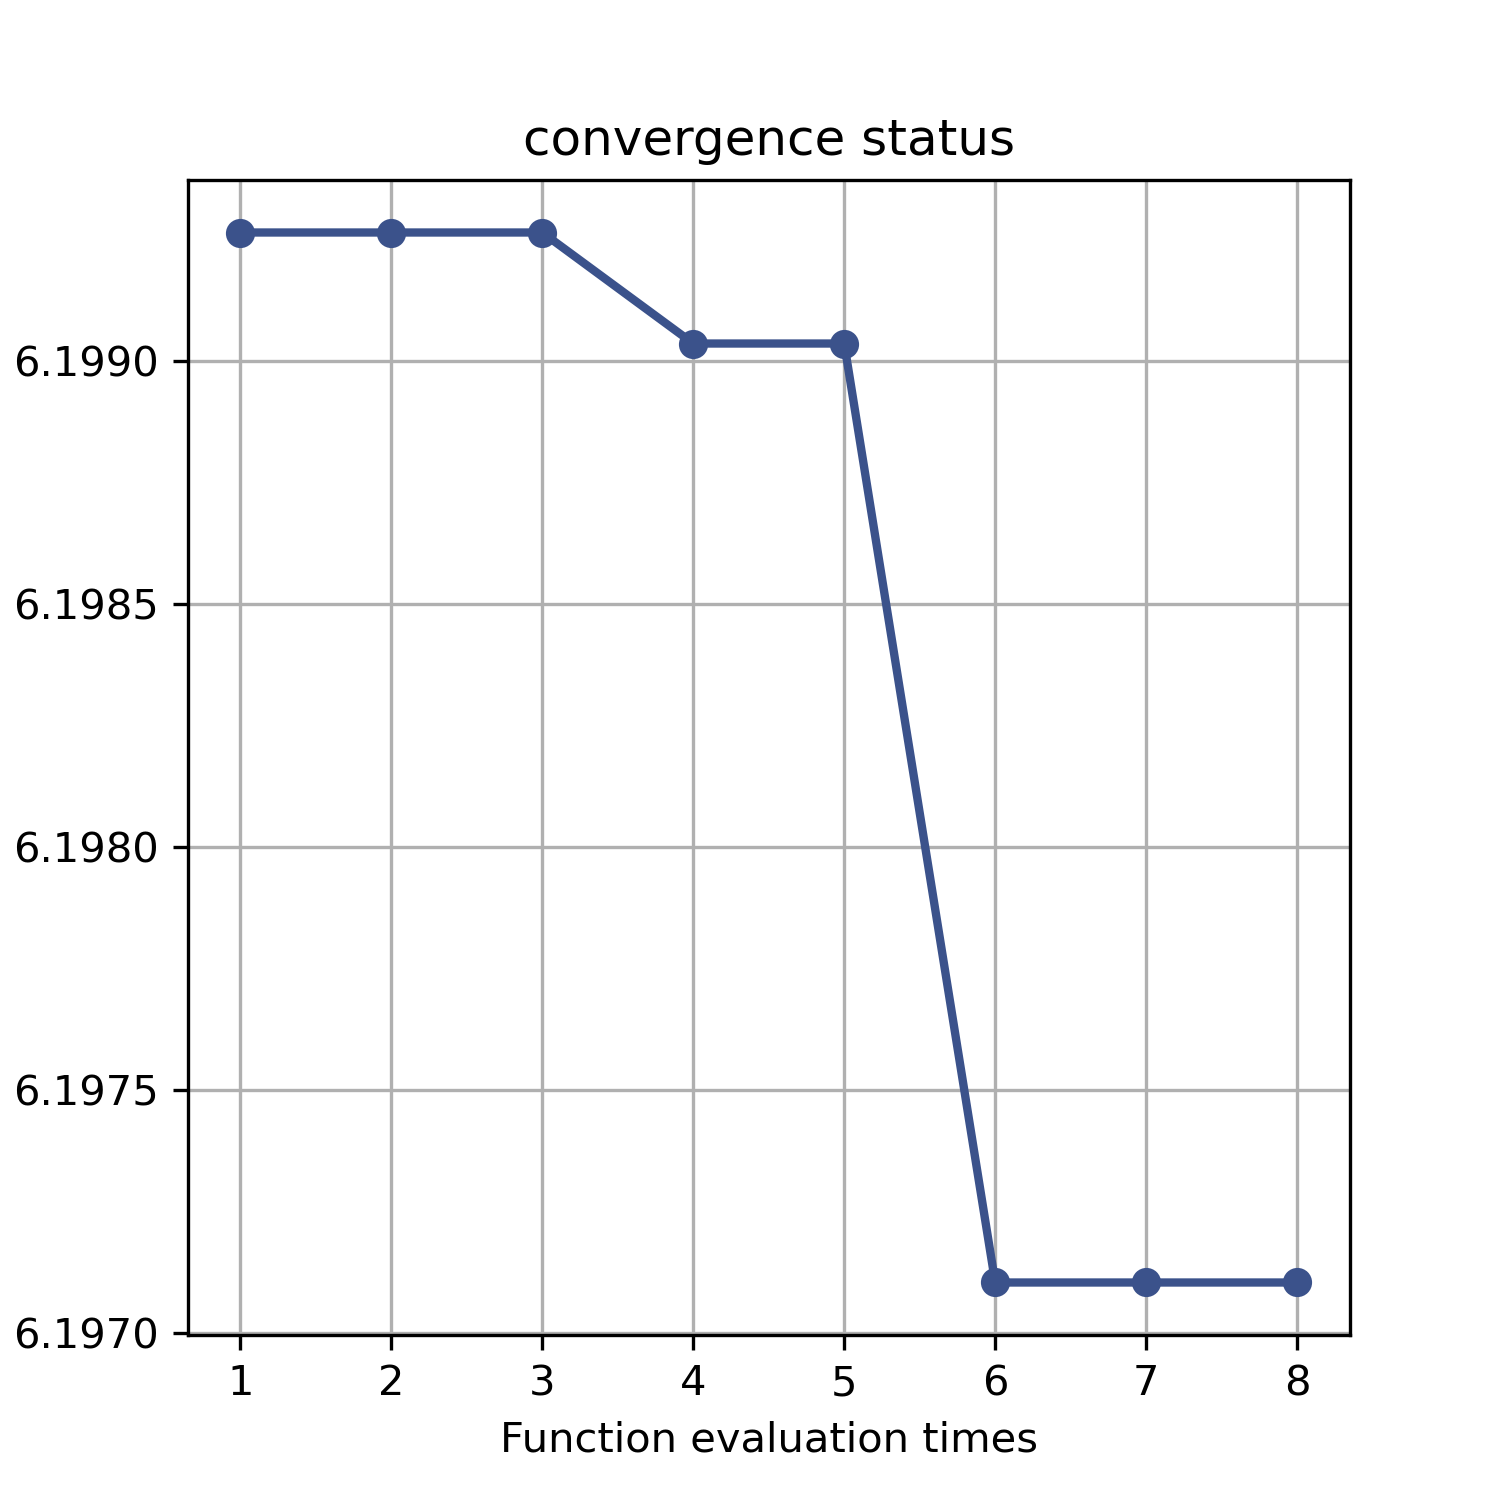 convergence status
6.1990
6.1985
6.1980
6.1975
6.1970
1 2 3 4 5 6 7 8
Function evaluation times